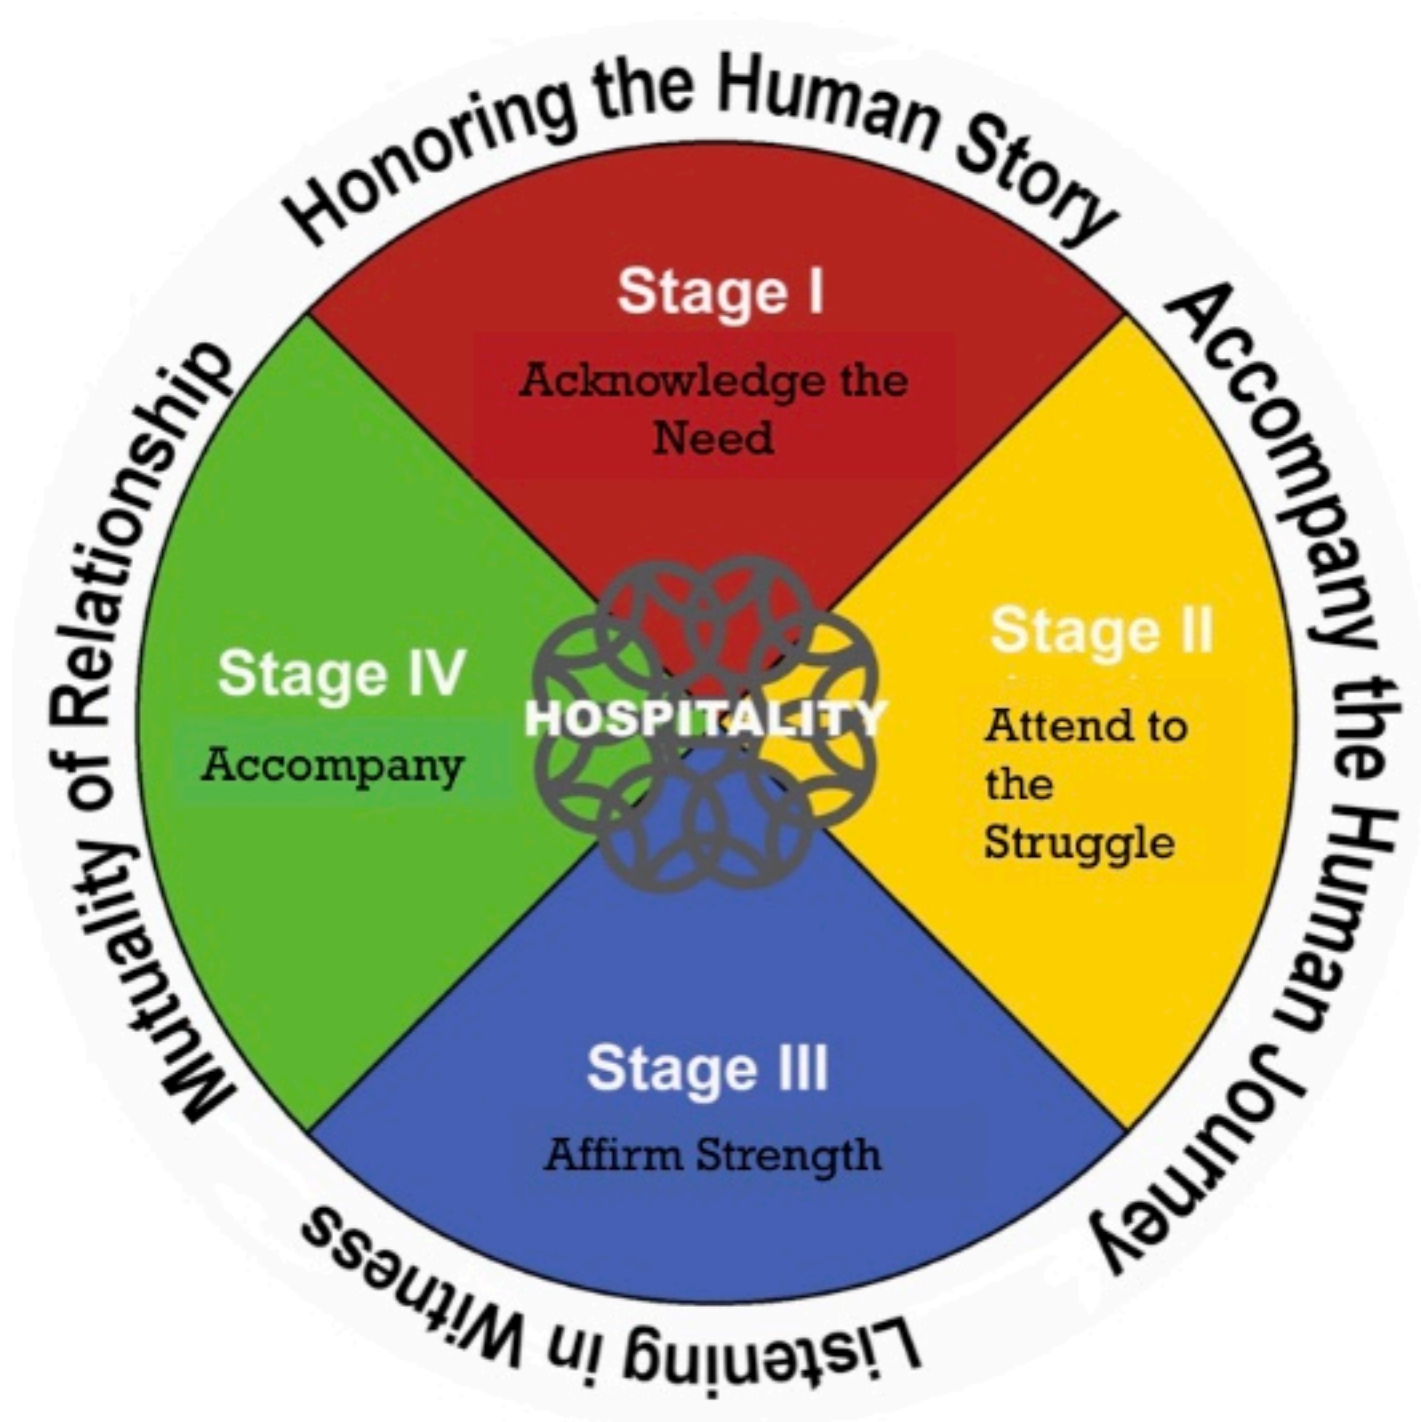 Honoring the Human Story
Accompany the Human Journey
Listening in Witness
Mutuality of Relationship
Stage I
Acknowledge the
Need
Stage II
Attend to
the
Struggle
Stage III
Affirm Strength
Stage IV
Accompany
HOSPITALITY